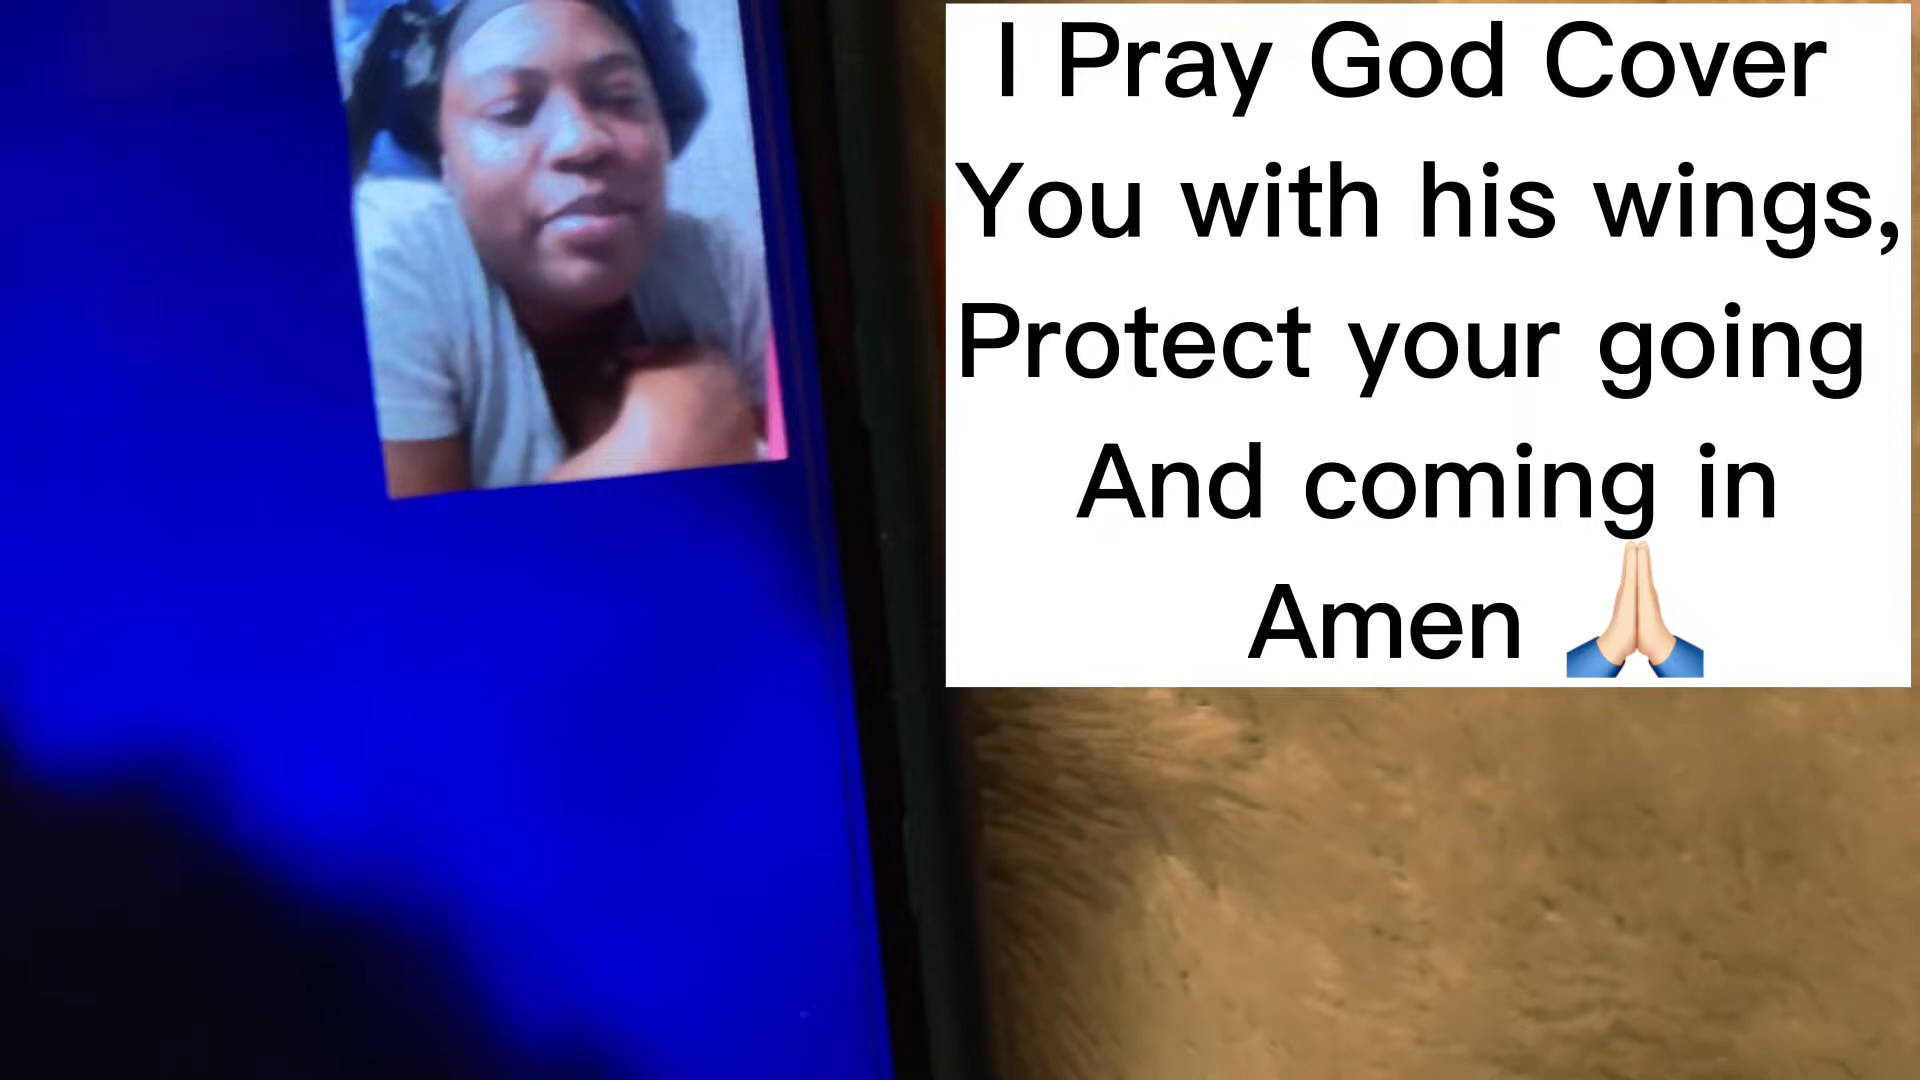 I Pray God Cover
You with his wings,
Protect your going
And coming in
Amen 🙏🏻